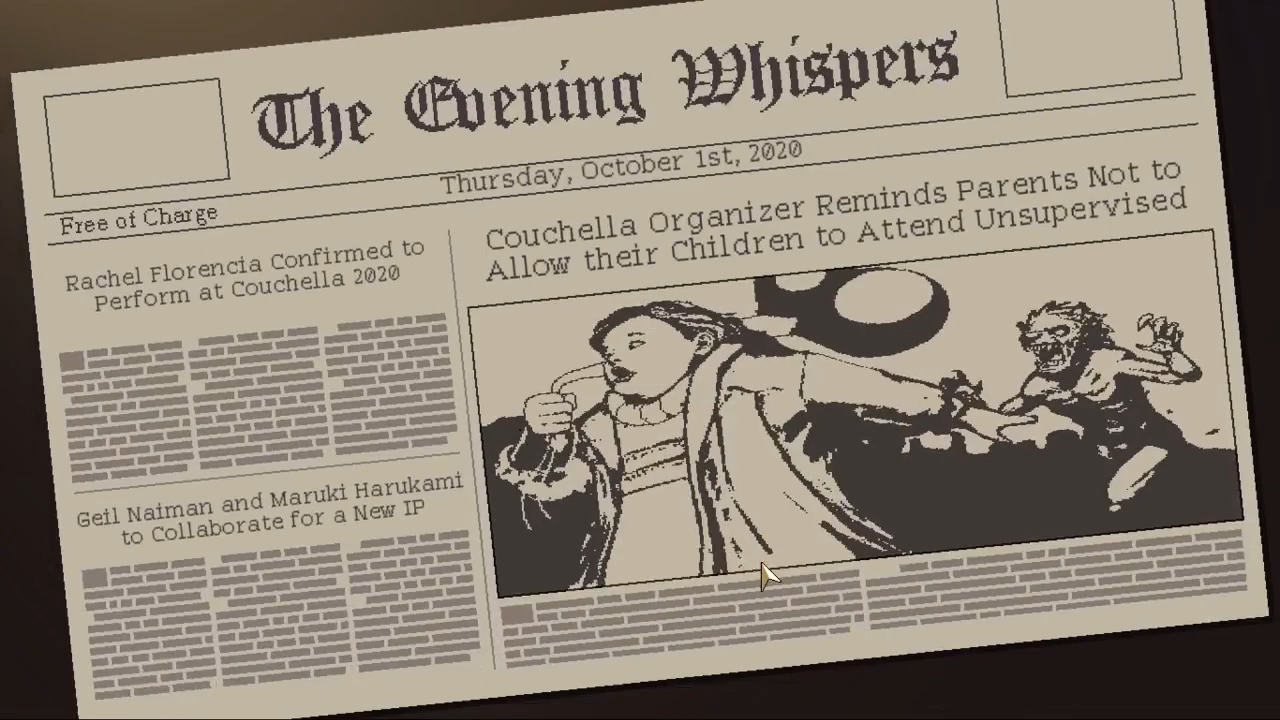 The Evening Whispers
Thursday, October 1st, 2020
Free of Charge
Rachel Florencia Confirmed to
Perform at Couchella 2020
Geil Naiman and Maruki Harukami
to Collaborate for a New IP
Couchella Organizer Reminds Parents Not to
Allow their Children to Attend Unsupervised